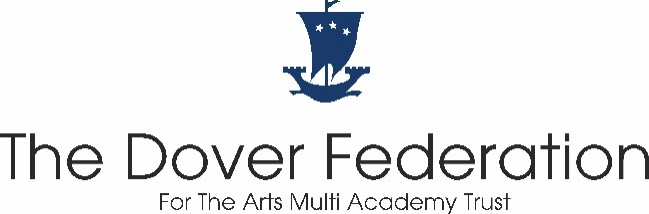 The Dover Federation
For The Arts Multi Academy Trust